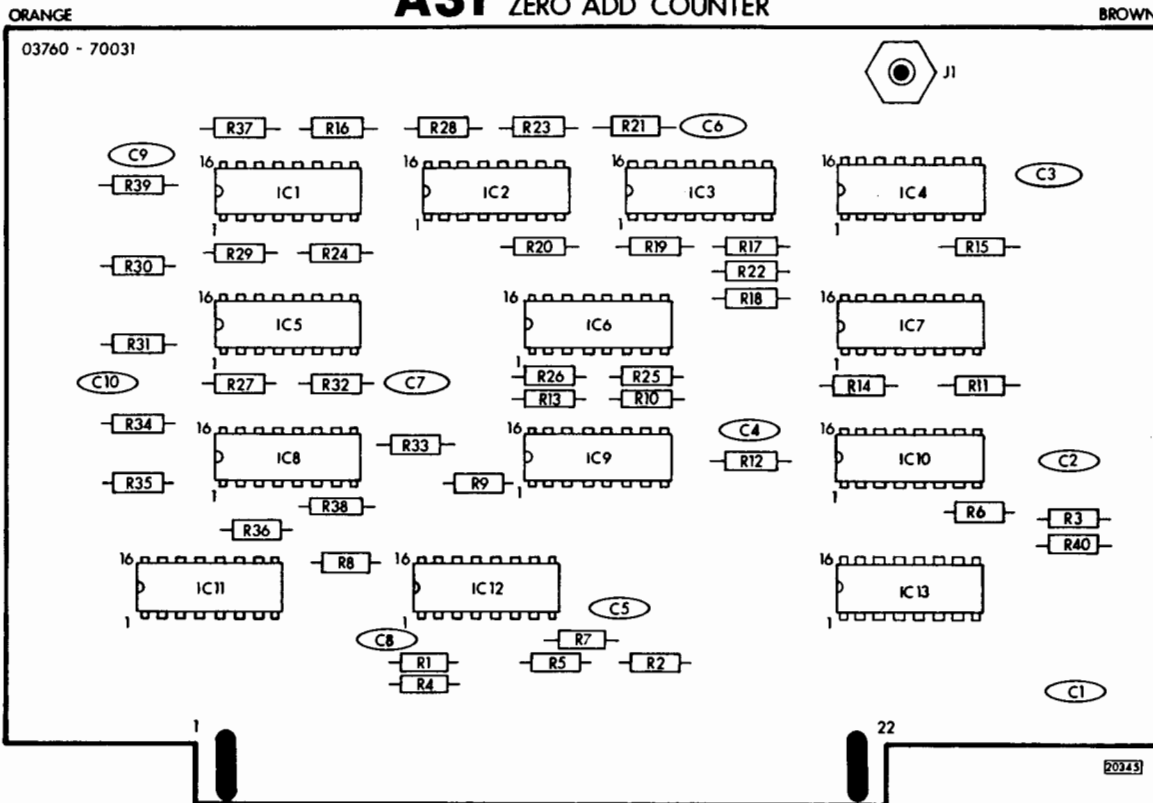 A31 ZERO ADD COUNTER
ORANGE
BROWN
03760 - 70031
J1
R37 R16 R28 R23 R21 C6
C9
16 IC1 1
16 IC2 1
16 IC3 1
16 IC4 1
C3
R39
R29 R24 R20 R19 R17 R15
R30
R22
R18
16 IC5 1
16 IC6 1
16 IC7 1
R31
C10 R27 R32 C7 R26 R25 R14 R11
R13 R10
R34
16 IC8 1
R33
16 IC9 1
C4
R12
16 IC10 1
C2
R35
R9
R38
R6
R3
R36
R40
16 IC11 1
R8
16 IC12 1
16 IC13 1
C5
C8
R7
R1 R5 R2
R4
C1
1
22
20345